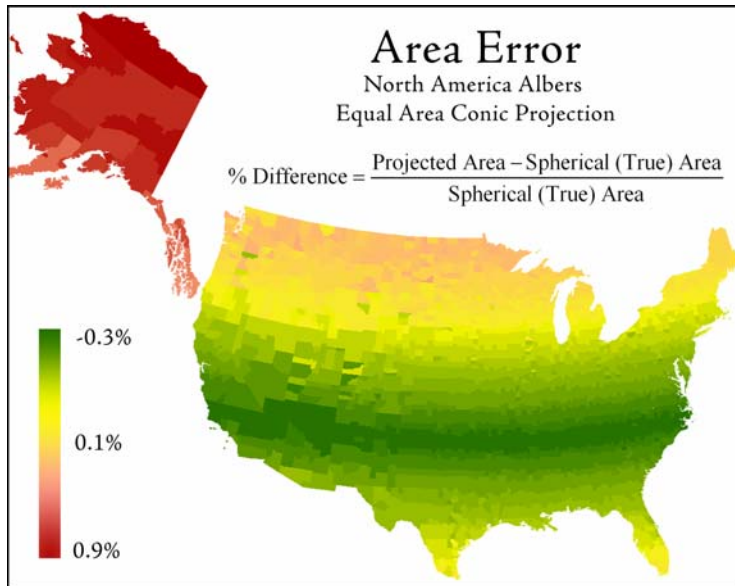 Area Error
North America Albers
Equal Area Conic Projection
% Difference = Projected Area – Spherical (True) Area
Spherical (True) Area
-0.3%
0.1%
0.9%